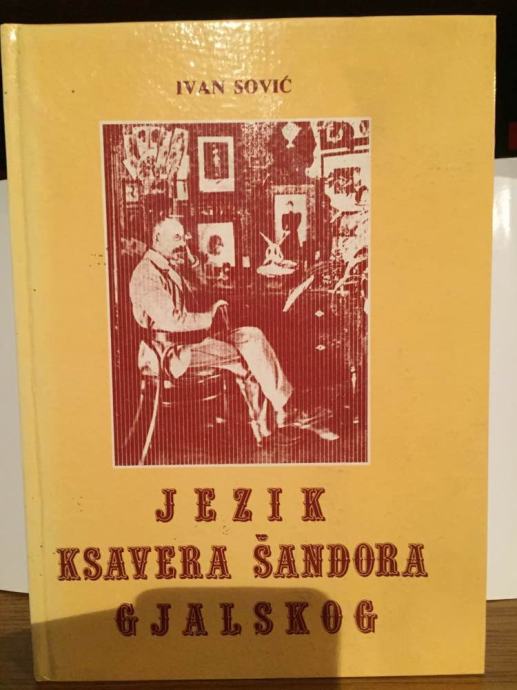 IVAN SOVIĆ
JEZIK
KSAVERA ŠANDORA
GJALSKOG